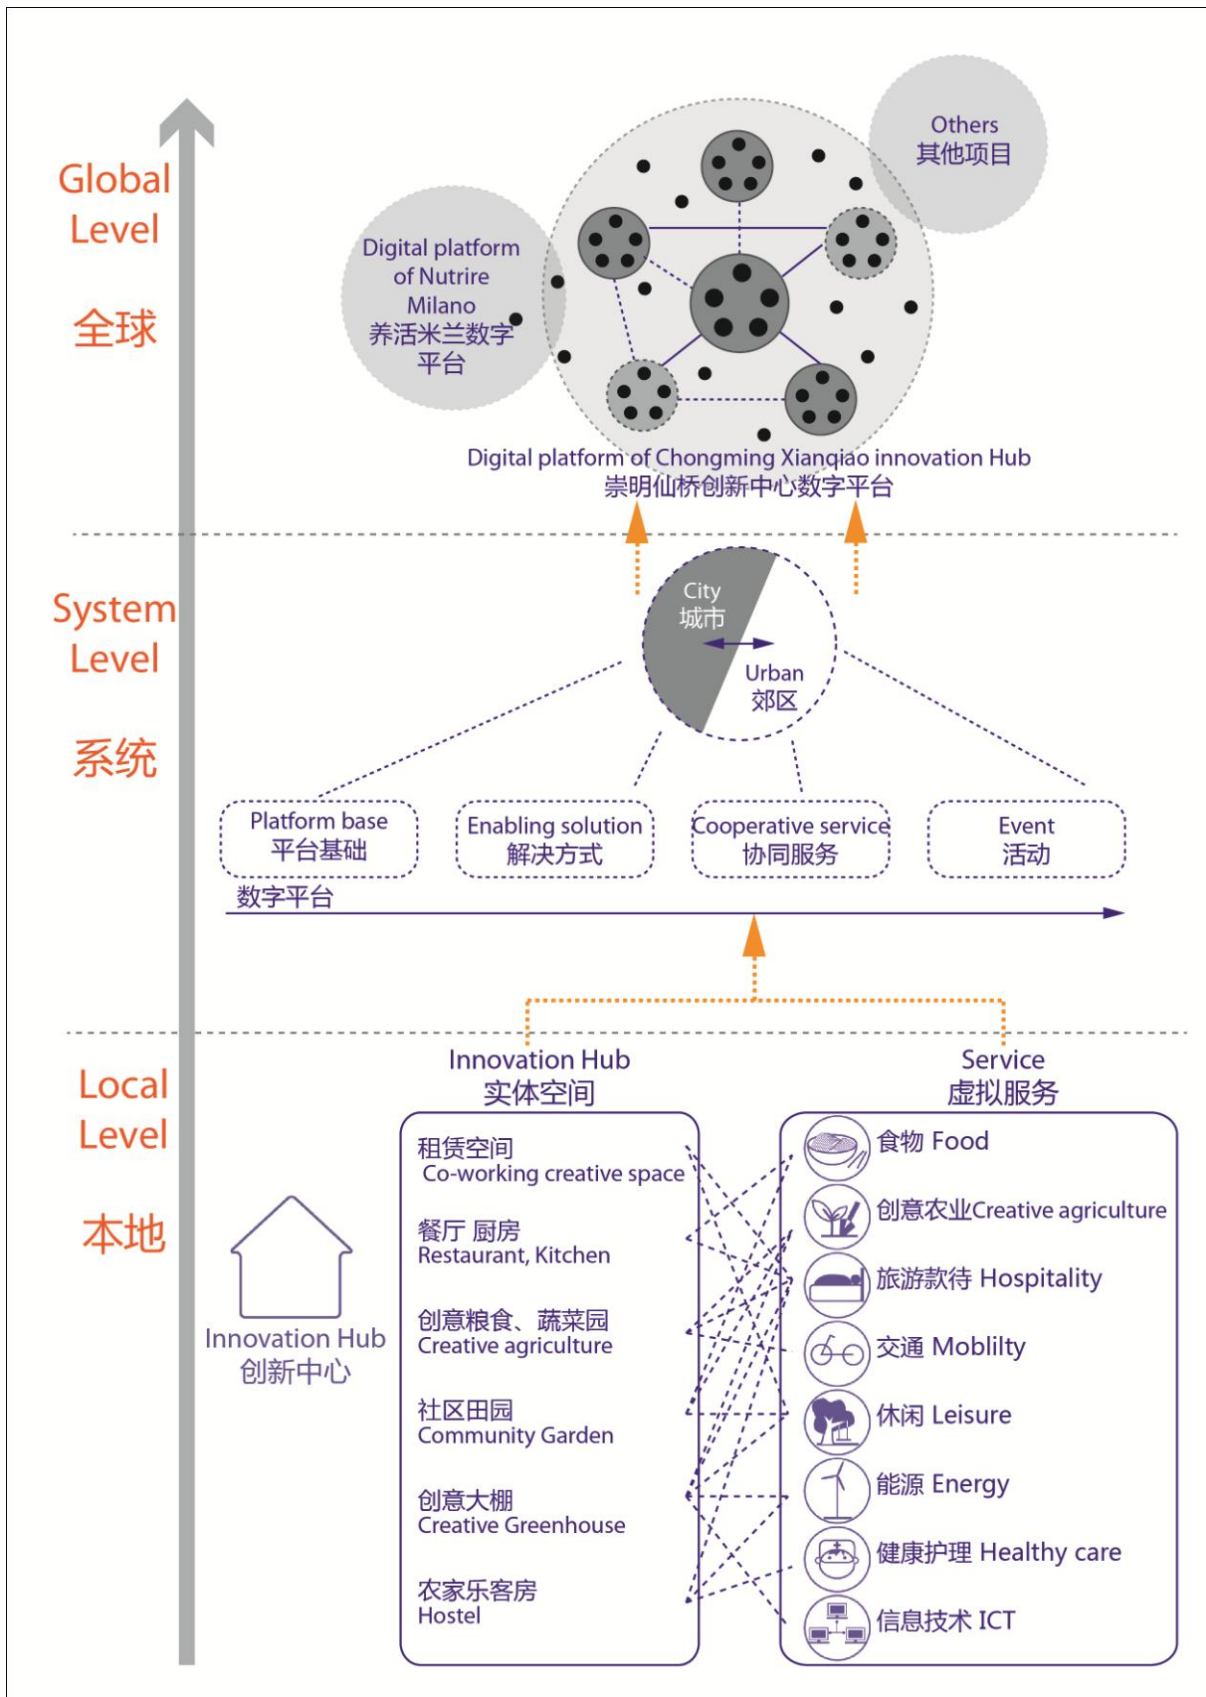 Global
Level
全球
Others
其他项目
Digital platform
of Nutrire
Milano
养活米兰数字
平台
Digital platform of Chongming Xianqiao innovation Hub
崇明仙桥创新中心数字平台
System
Level
系统
City
城市
Urban
郊区
Platform base
平台基础
Enabling solution
解决方式
Cooperative service
协同服务
Event
活动
数字平台
Local
Level
本地
Innovation Hub
创新中心
Innovation Hub
实体空间
租赁空间
Co-working creative space
餐厅 厨房
Restaurant, Kitchen
创意粮食、蔬菜园
Creative agriculture
社区田园
Community Garden
创意大棚
Creative Greenhouse
农家乐客房
Hostel
Service
虚拟服务
食物 Food
创意农业Creative agriculture
旅游款待 Hospitality
交通 Moblilty
休闲 Leisure
能源 Energy
健康护理 Healthy care
信息技术 ICT